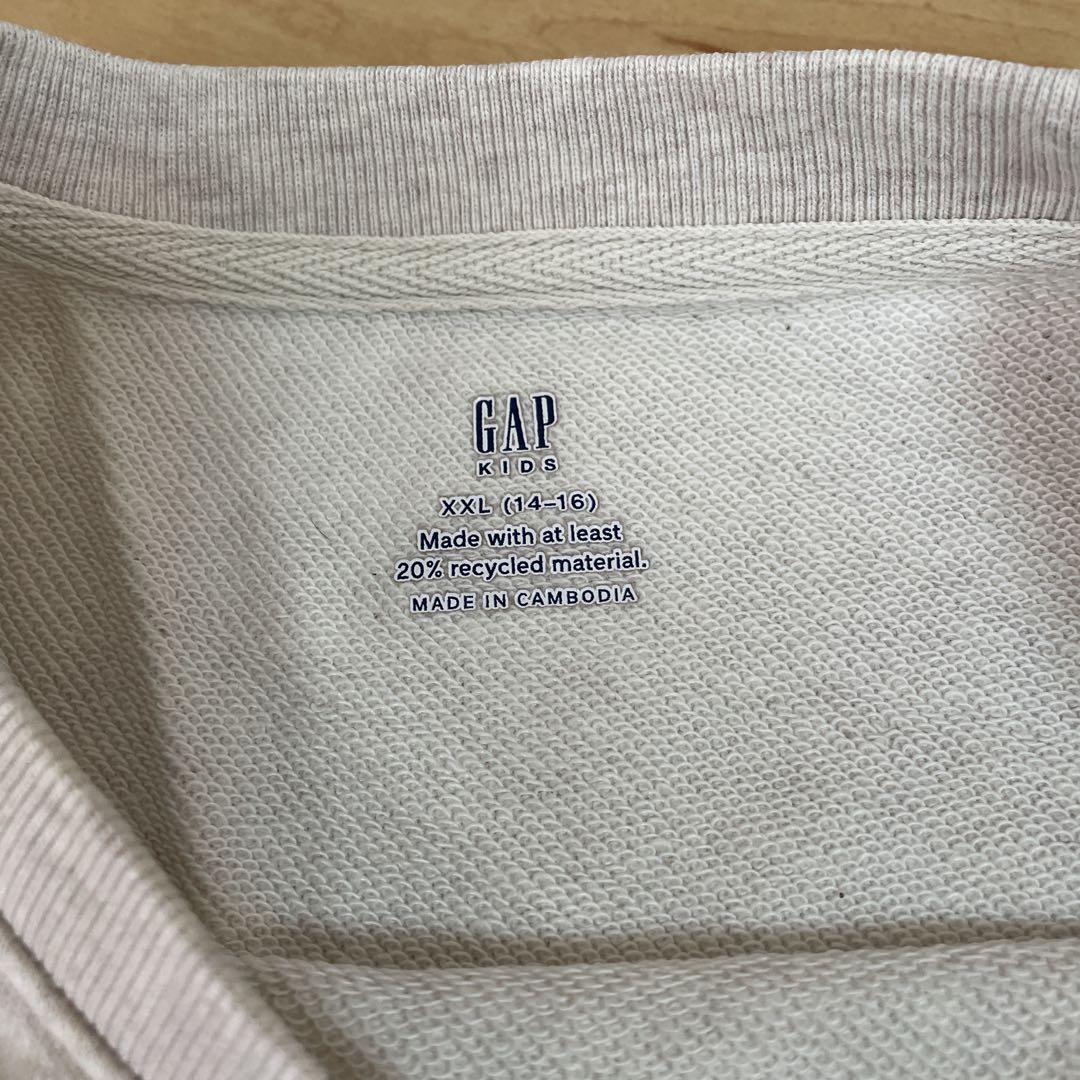 GAP
KIDS
XXL (14–16)
Made with at least
20% recycled material.
MADE IN CAMBODIA